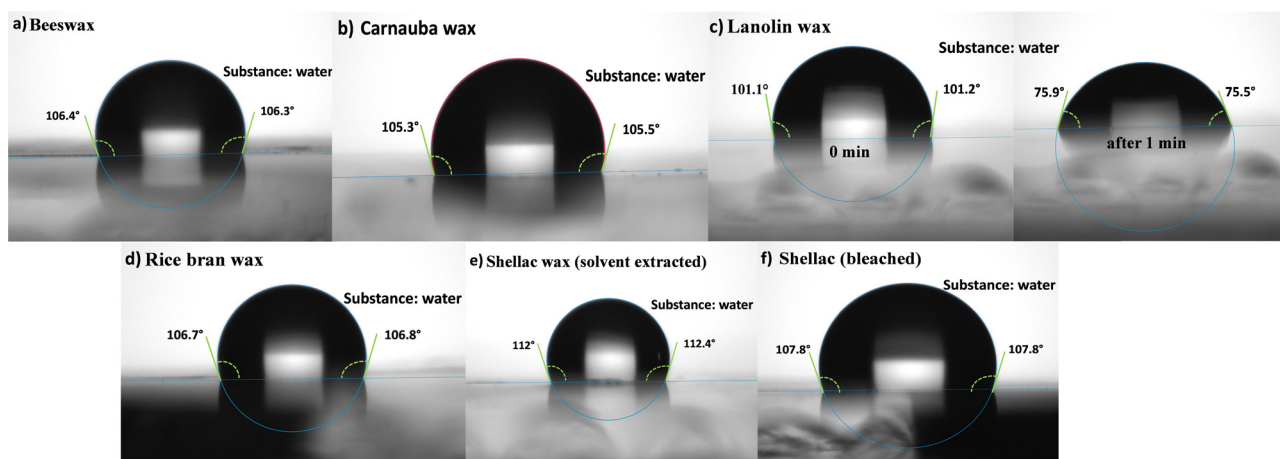 a) Beeswax
Substance: water
106.4°
106.3°
b) Carnauba wax
Substance: water
105.3°
105.5°
c) Lanolin wax
Substance: water
101.1°
101.2°
0 min
75.9°
75.5°
after 1 min
d) Rice bran wax
Substance: water
106.7°
106.8°
e) Shellac wax (solvent extracted)
Substance: water
112°
112.4°
f) Shellac (bleached)
Substance: water
107.8°
107.8°